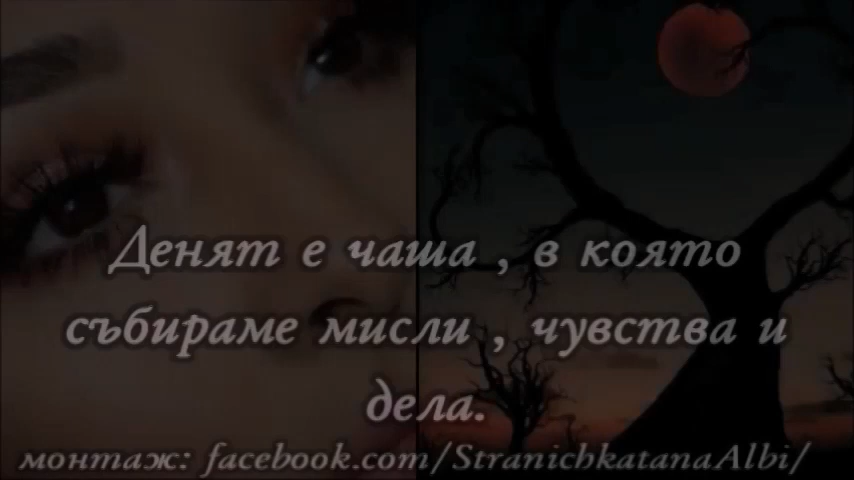 Денят е чаша , в която
събираме мисли , чувства и
дела.
монтаж: facebook.com/StranichkatanaAlbi/